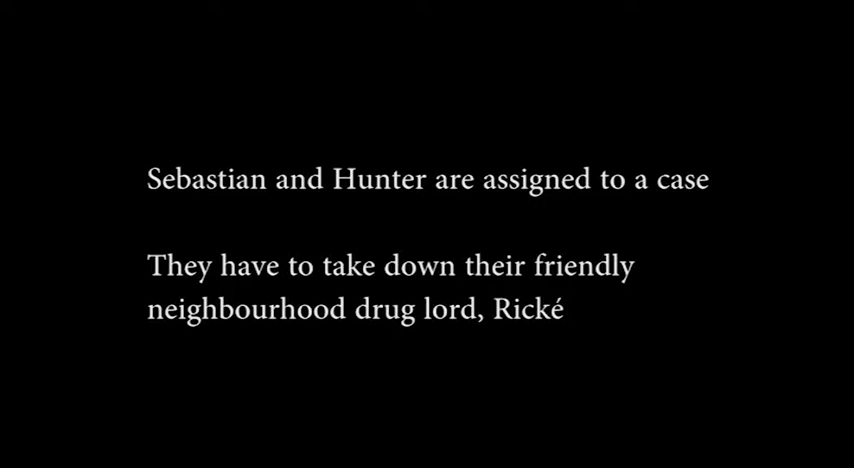 Sebastian and Hunter are assigned to a case
They have to take down their friendly
neighbourhood drug lord, Rické